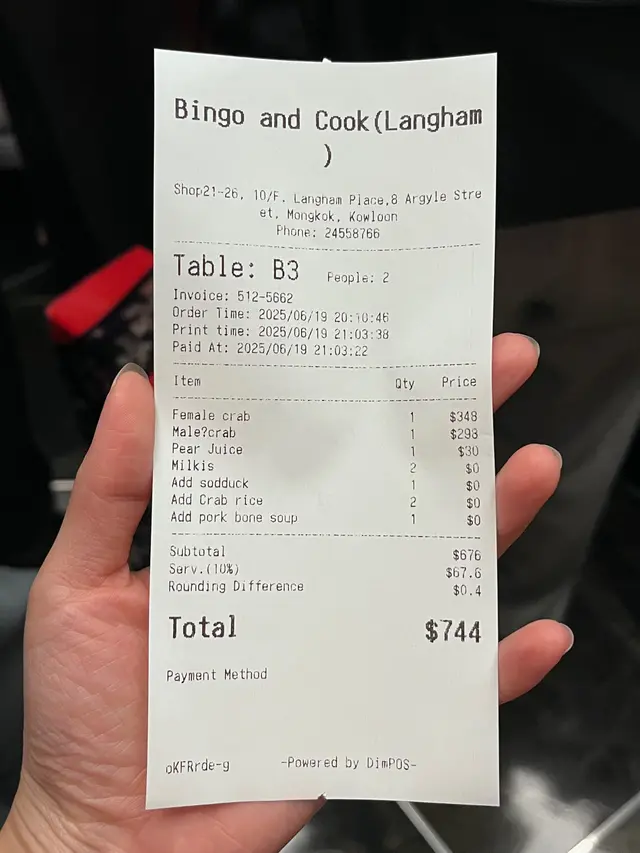 Bingo and Cook(Langham
)
Shop21-26, 10/F. Langham Place,8 Argyle Stre
et, Mongkok, Kowloon
Phone: 24558766
Table: B3 People: 2
Invoice: 512-5662
Order Time: 2025/06/19 20:10:46
Print time: 2025/06/19 21:03:38
Paid At: 2025/06/19 21:03:22
Item Qty Price
Female crab 1 $348
Male?crab 1 $298
Pear Juice 1 $30
Milkis 2 $0
Add sodduck 1 $0
Add Crab rice 2 $0
Add pork bone soup 1 $0
Subtotal $676
Serv.(10%) $67.6
Rounding Difference $0.4
Total $744
Payment Method
oKFRrde-g -Powered by DimPOS-